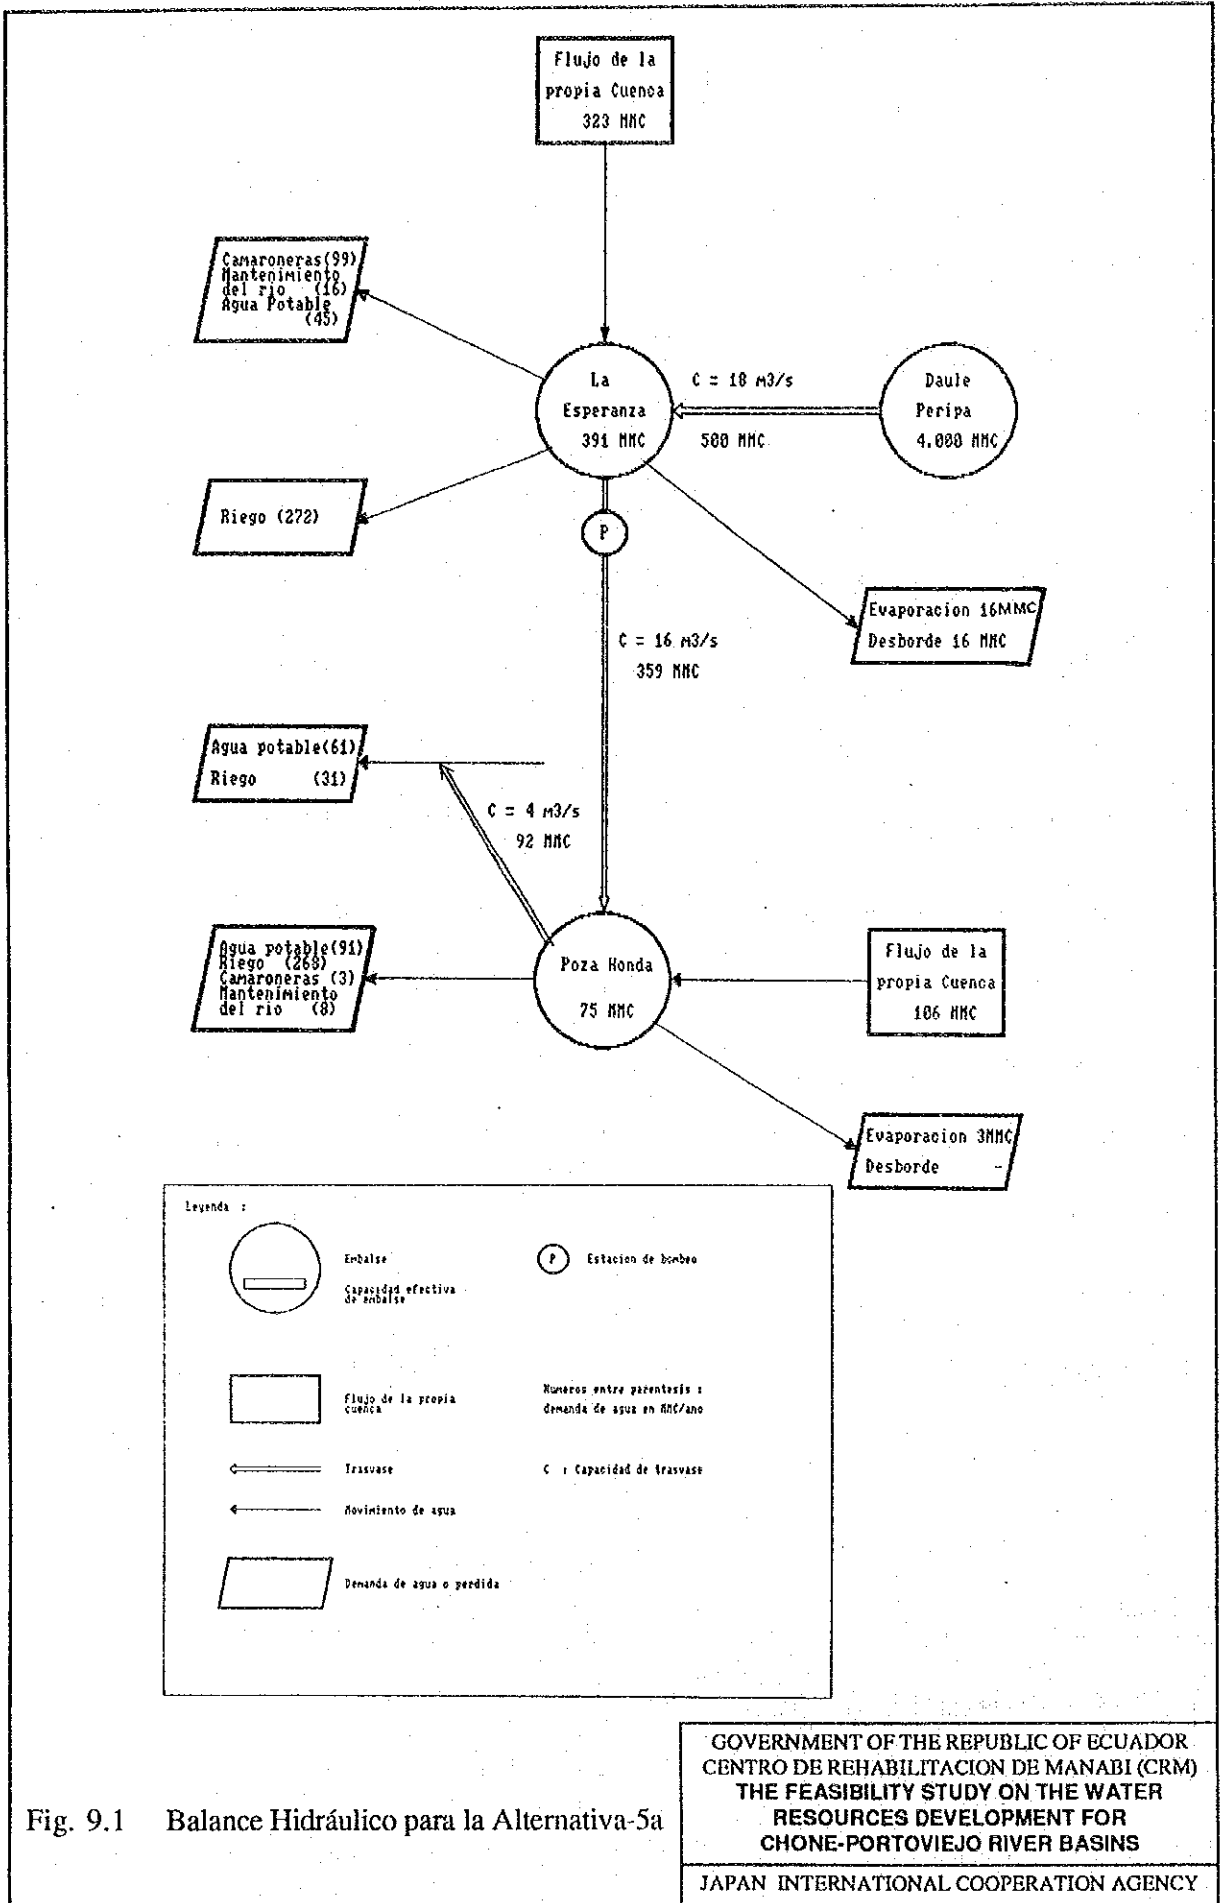 Flujo de la
propia Cuenca
323 MMC
Camaroneras(99)
Mantenimiento
del rio (16)
Agua Potable
(45)
La
Esperanza
391 MMC
C = 18 m3/s
500 MMC
Daule
Peripa
4.000 MMC
Riego (272)
P
Evaporacion 16MMC
Desborde 16 MMC
C = 16 m3/s
359 MMC
Agua potable(61)
Riego (31)
C = 4 m3/s
92 MMC
Agua potable(91)
Riego (268)
Camaroneras (3)
Mantenimiento
del rio (8)
Poza Honda
75 MMC
Flujo de la
propia Cuenca
106 MMC
Evaporacion 3MMC
Desborde -
Leyenda :
Embalse
Capacidad efectiva
de embalse
P
Estacion de bombeo
Flujo de la propia
cuenca
Numeros entre parentesis :
demanda de agua en MMC/ano
Trasvase
C : Capacidad de trasvase
Movimiento de agua
Demanda de agua o perdida
Fig. 9.1 Balance Hidráulico para la Alternativa-5a
GOVERNMENT OF THE REPUBLIC OF ECUADOR
CENTRO DE REHABILITACION DE MANABI (CRM)
THE FEASIBILITY STUDY ON THE WATER
RESOURCES DEVELOPMENT FOR
CHONE-PORTOVIEJO RIVER BASINS
JAPAN INTERNATIONAL COOPERATION AGENCY